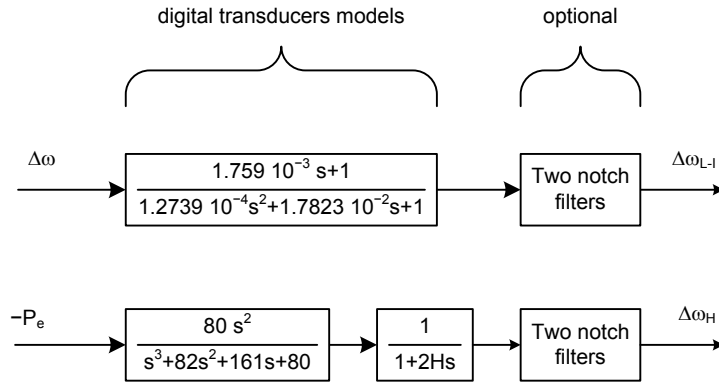 digital transducers models
optional
Δω
1.759 10⁻³ s+1
1.2739 10⁻⁴s²+1.7823 10⁻²s+1
Two notch
filters
Δω_L-I
−Pₑ
80 s²
s³+82s²+161s+80
1
1+2Hs
Two notch
filters
Δω_H